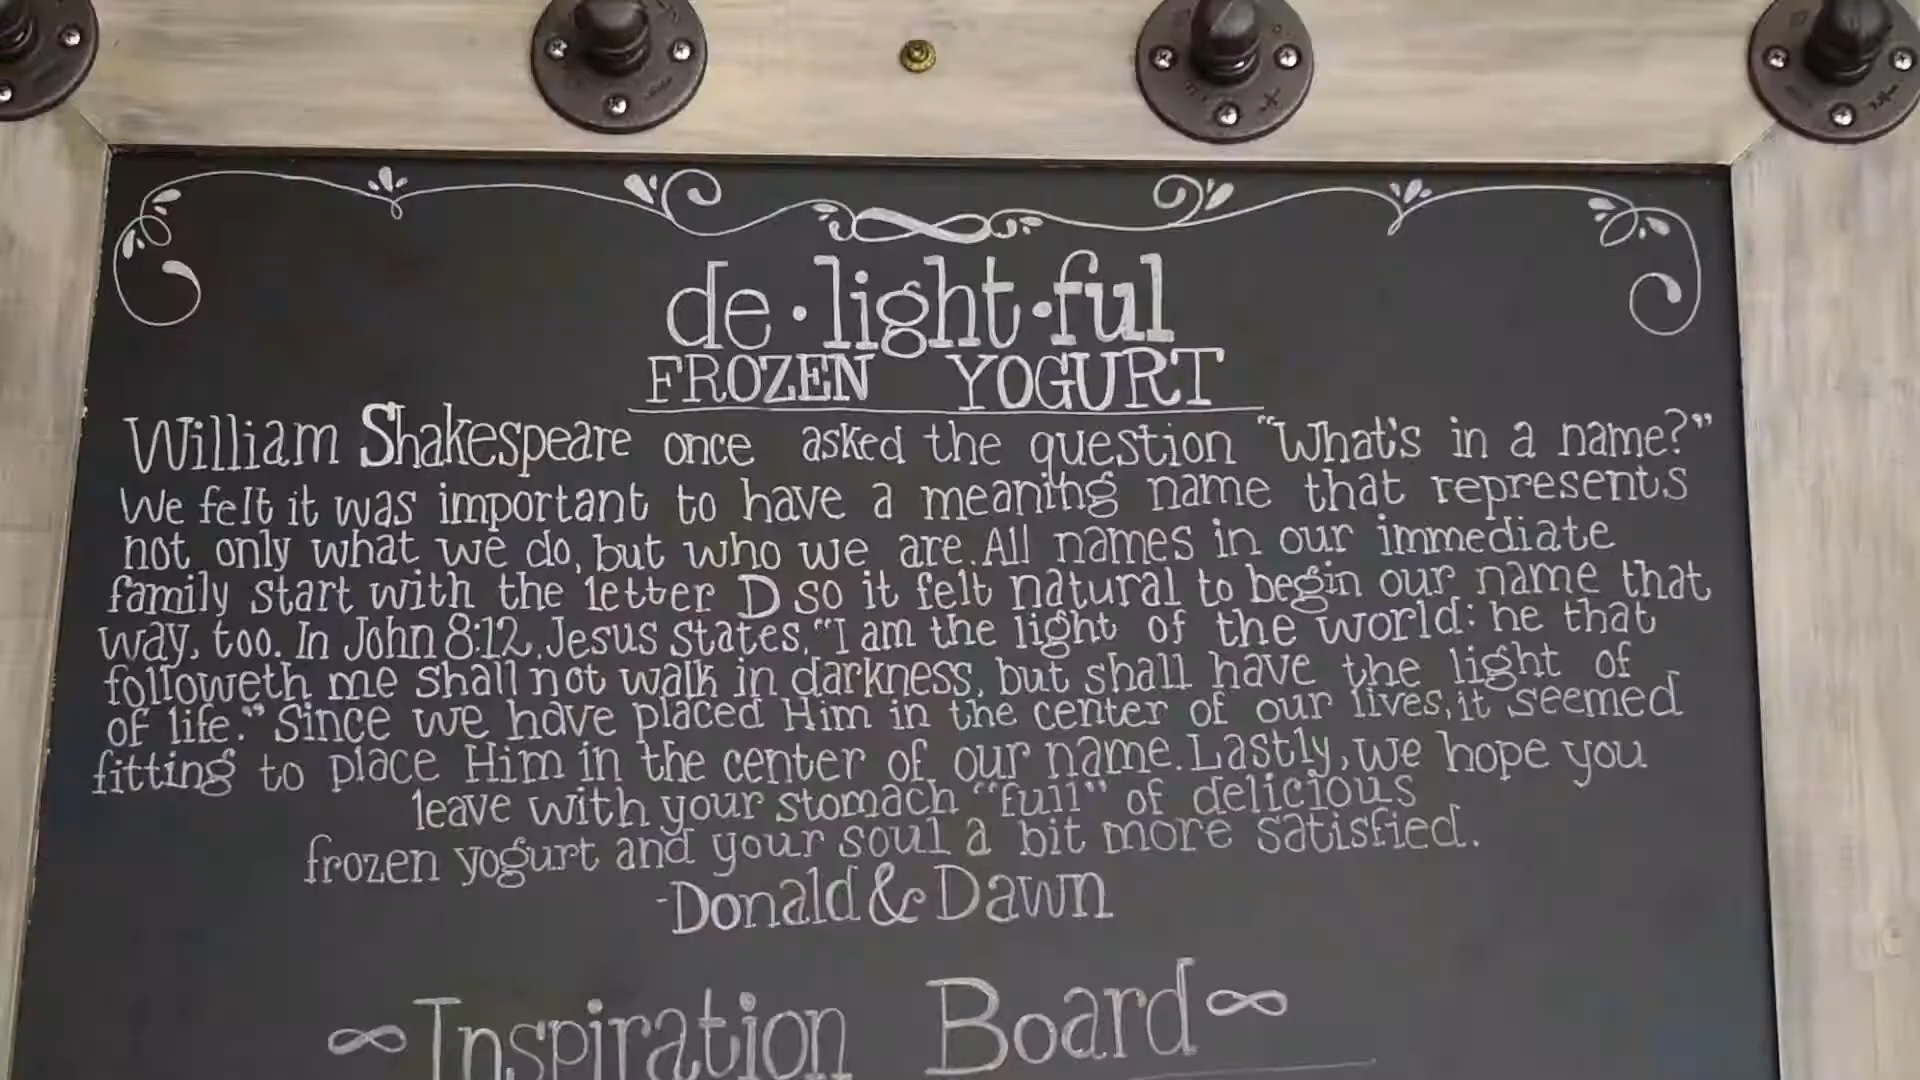 de•light•ful
FROZEN YOGURT
William Shakespeare once asked the question "What's in a name?"
We felt it was important to have a meaning name that represents
not only what we do, but who we are. All names in our immediate
family start with the letter D so it felt natural to begin our name that
way, too. In John 8:12, Jesus states, "I am the light of the world: he that
followeth me shall not walk in darkness, but shall have the light of
of life." Since we have placed Him in the center of our lives, it seemed
fitting to place Him in the center of our name. Lastly, we hope you
leave with your stomach "full" of delicious
frozen yogurt and your soul a bit more satisfied.
-Donald & Dawn
∞Inspiration Board∞